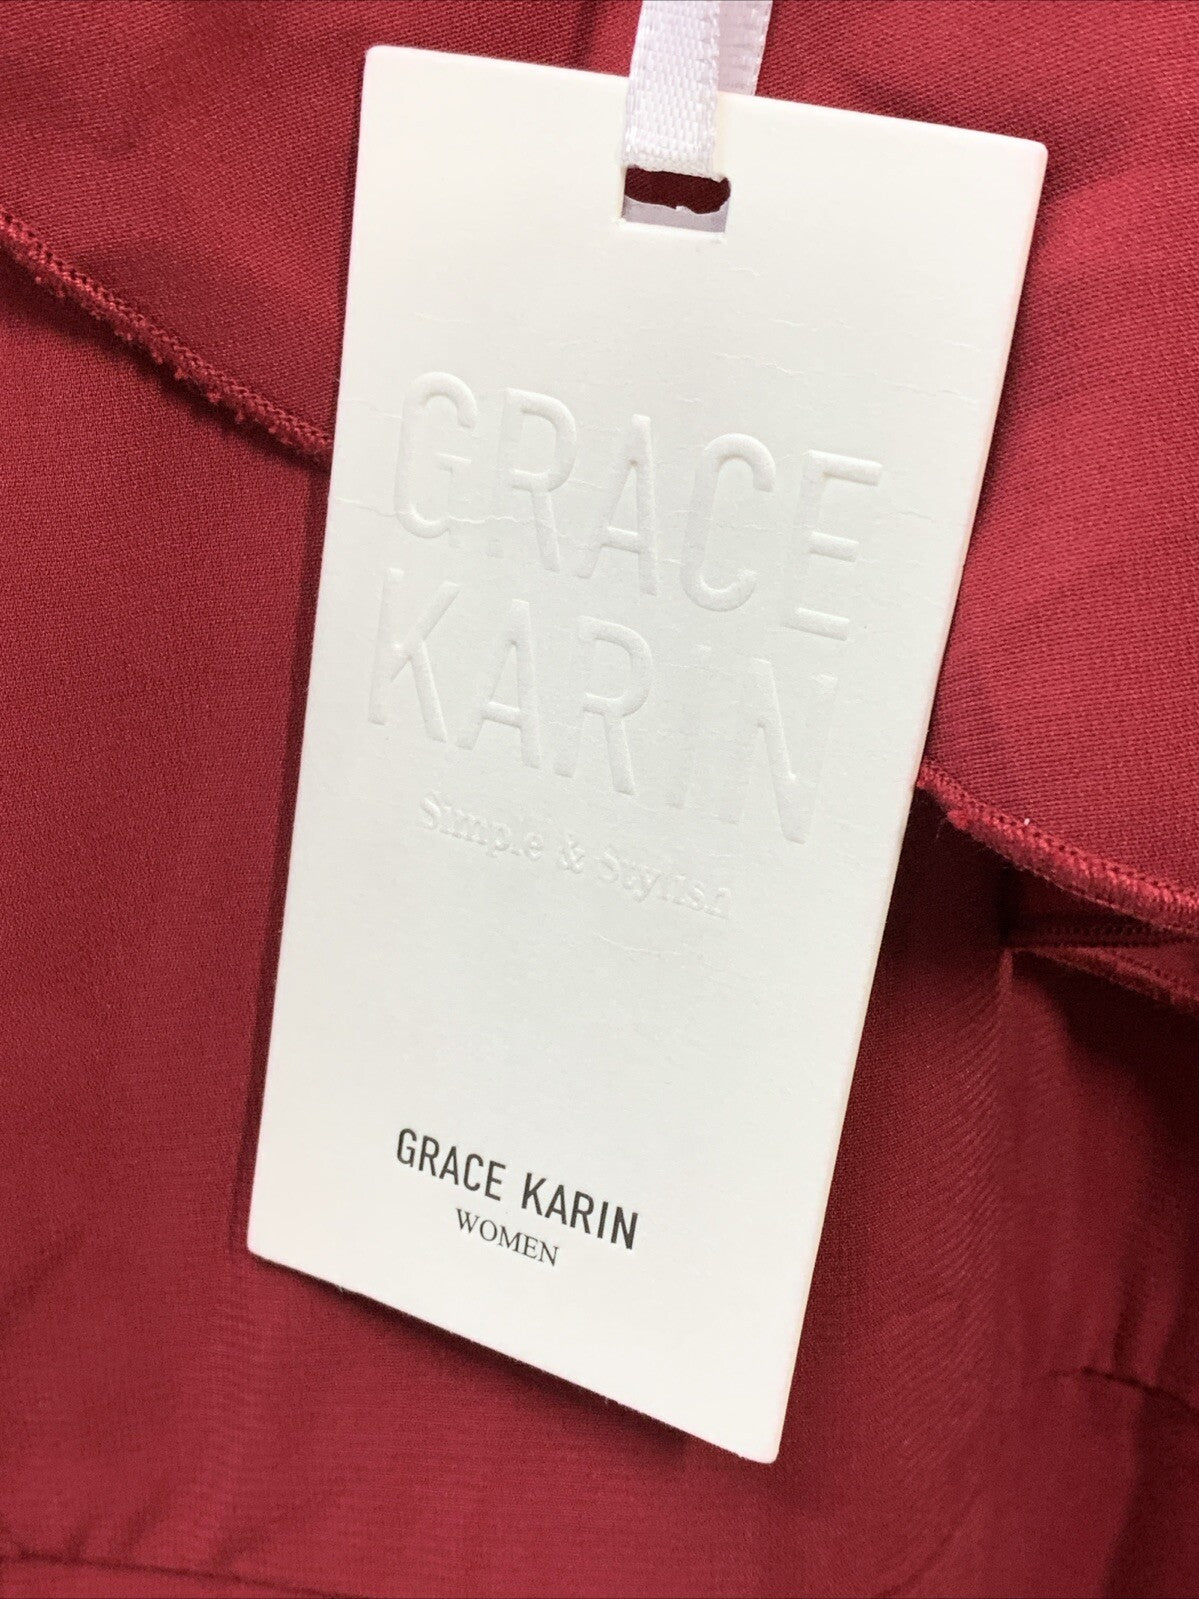 GRACE
KARIN
Simple & Stylish
GRACE KARIN
WOMEN